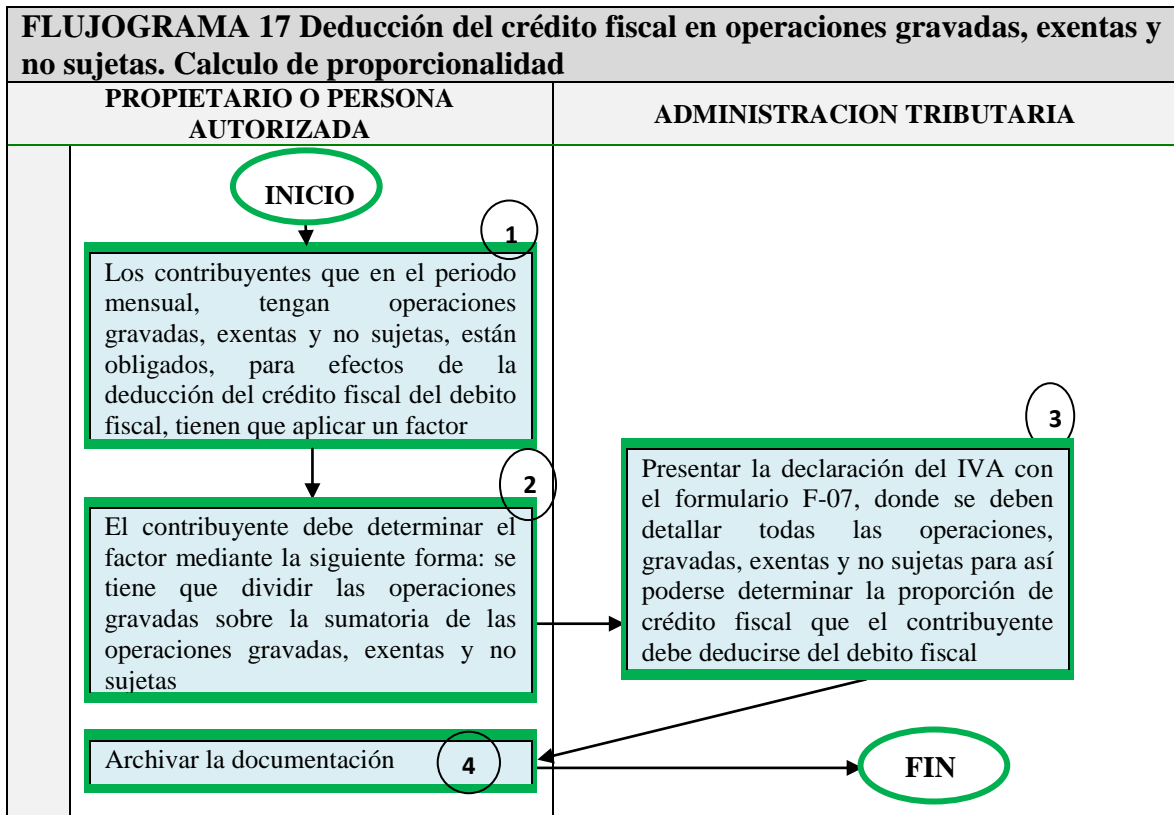 FLUJOGRAMA 17 Deducción del crédito fiscal en operaciones gravadas, exentas y
no sujetas. Calculo de proporcionalidad
PROPIETARIO O PERSONA
AUTORIZADA
ADMINISTRACION TRIBUTARIA
INICIO
1
Los contribuyentes que en el periodo
mensual, tengan operaciones
gravadas, exentas y no sujetas, están
obligados, para efectos de la
deducción del crédito fiscal del debito
fiscal, tienen que aplicar un factor
2
El contribuyente debe determinar el
factor mediante la siguiente forma: se
tiene que dividir las operaciones
gravadas sobre la sumatoria de las
operaciones gravadas, exentas y no
sujetas
3
Presentar la declaración del IVA con
el formulario F-07, donde se deben
detallar todas las operaciones,
gravadas, exentas y no sujetas para así
poderse determinar la proporción de
crédito fiscal que el contribuyente
debe deducirse del debito fiscal
Archivar la documentación
4
FIN